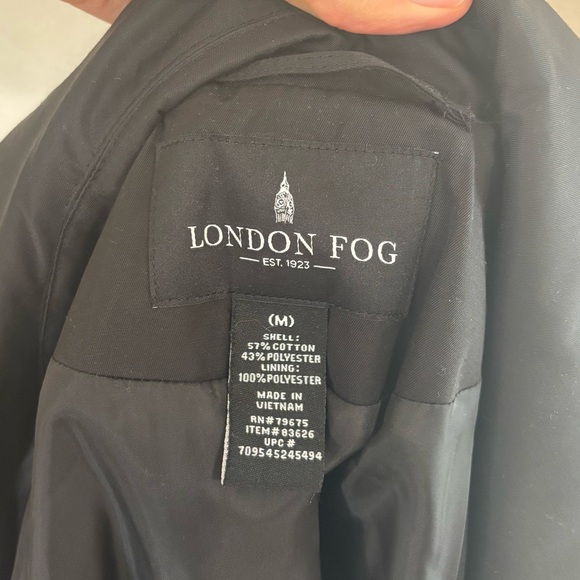 LONDON FOG
EST. 1923
(M)
SHELL:
57% COTTON
43% POLYESTER
LINING:
100% POLYESTER
MADE IN
VIETNAM
RN#79675
ITEM#83626
UPC #
709545245494